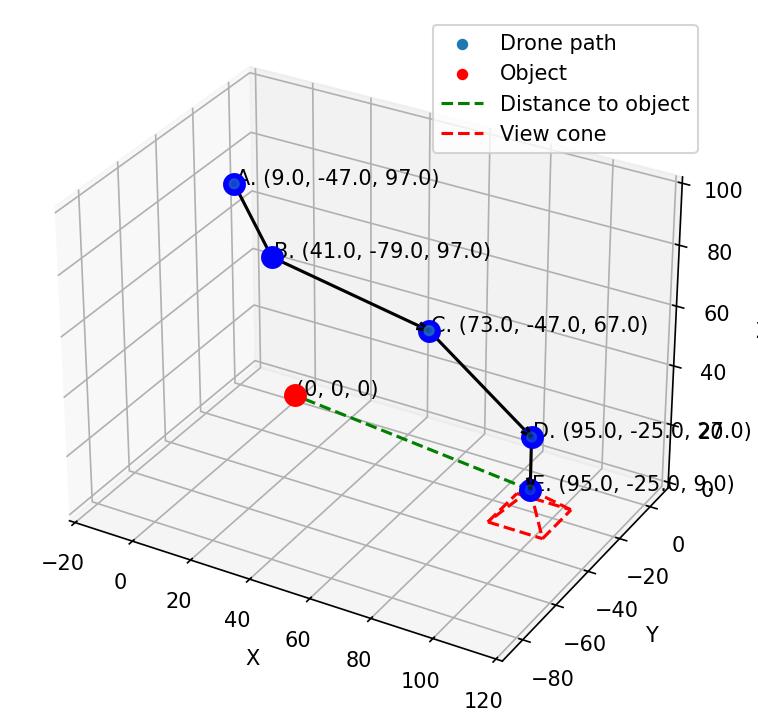 Drone path
Object
Distance to object
View cone
A. (9.0, -47.0, 97.0)
B. (41.0, -79.0, 97.0)
C. (73.0, -47.0, 67.0)
(0, 0, 0)
D. (95.0, -25.0, 27.0)
E. (95.0, -25.0, 9.0)
100
80
60
40
20
0
−20
0
20
40
60
80
100
120
X
0
−20
−40
−60
−80
Y